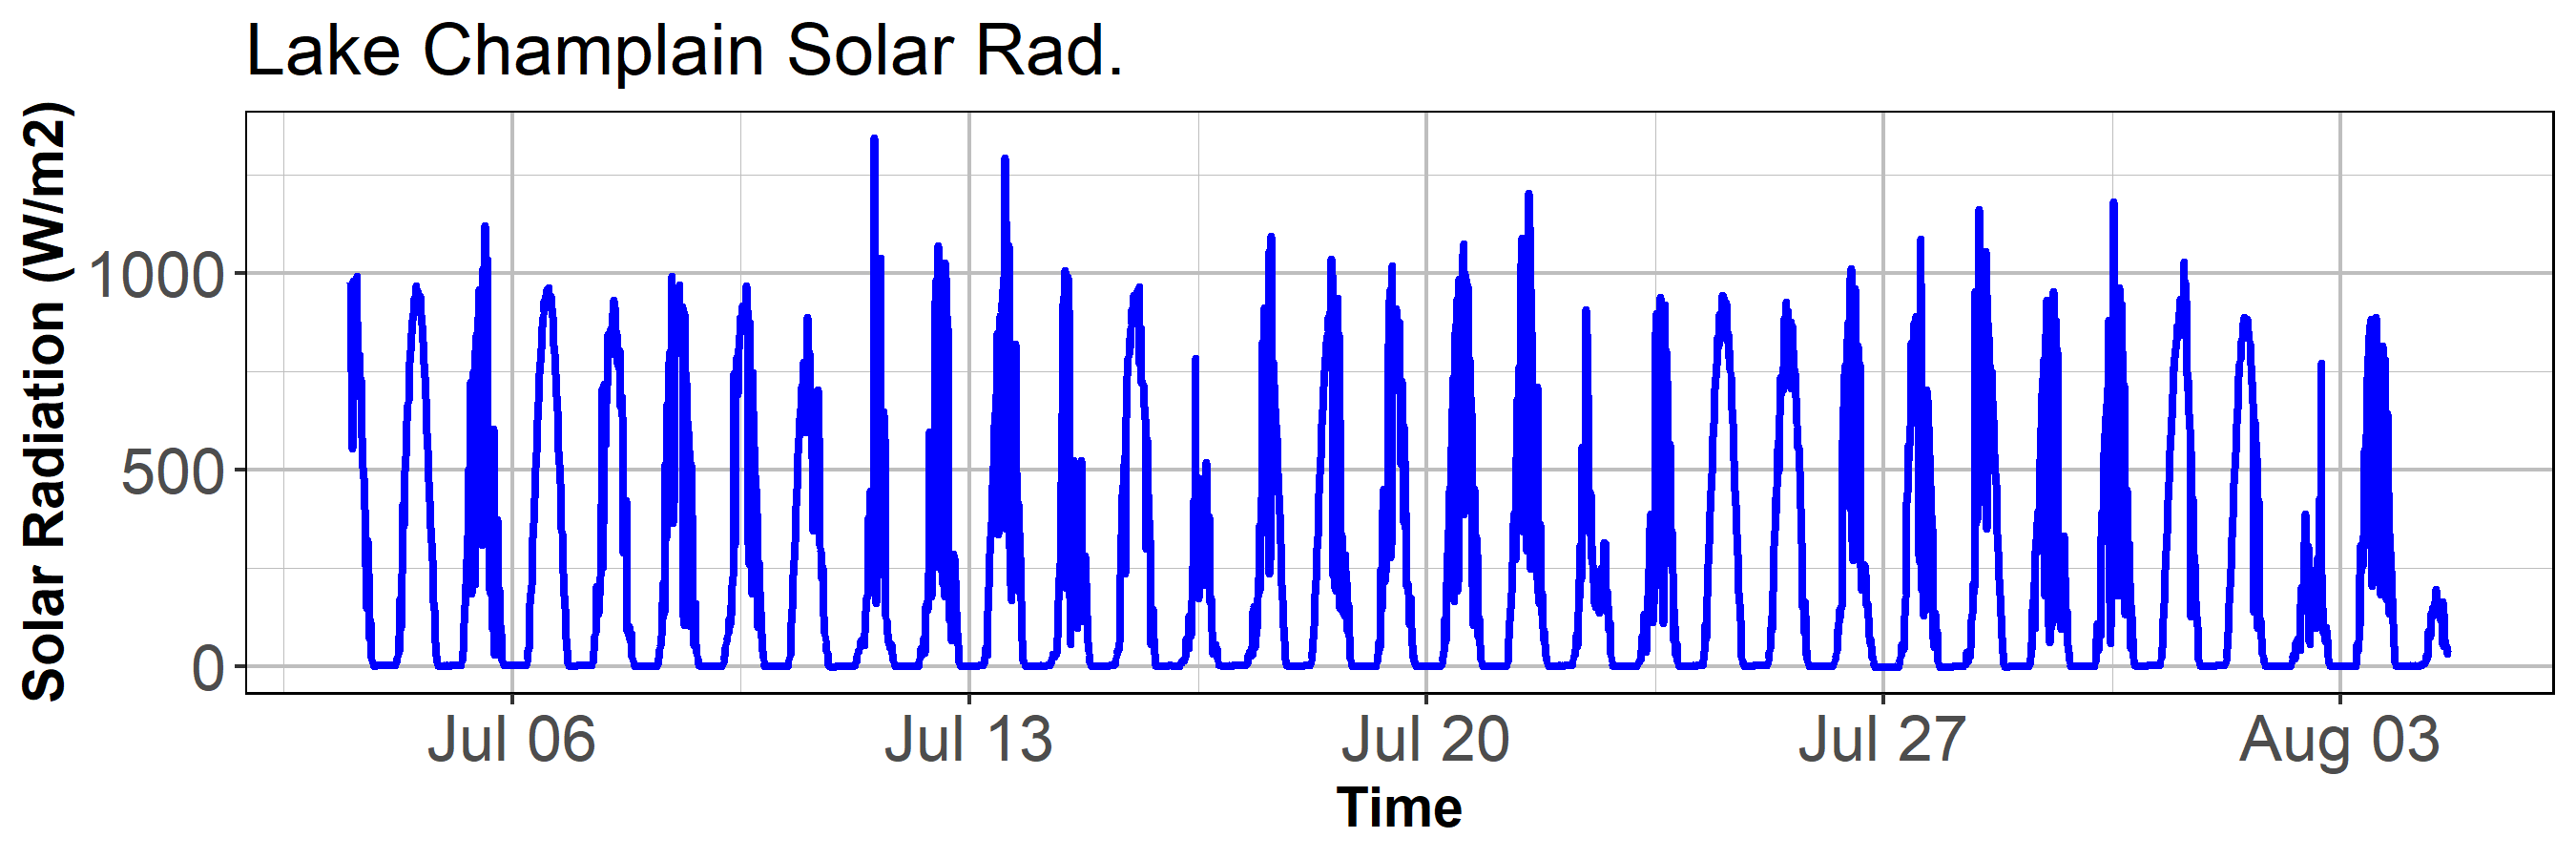 Lake Champlain Solar Rad.
Solar Radiation (W/m2)
1000
500
0
Jul 06 Jul 13 Jul 20 Jul 27 Aug 03
Time